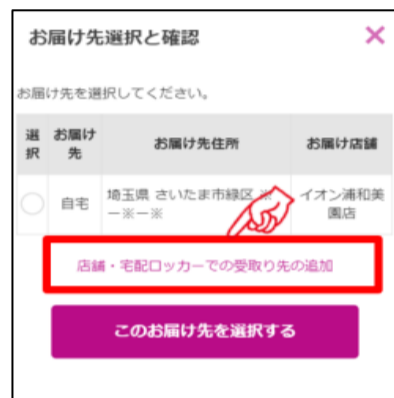 お届け先選択と確認
×
お届け先を選択してください。
選択 お届け先 お届け先住所 お届け店舗
自宅 埼玉県 さいたま市緑区 ※ イオン浦和美
ー※ー※ 園店
店舗・宅配ロッカーでの受取り先の追加
このお届け先を選択する